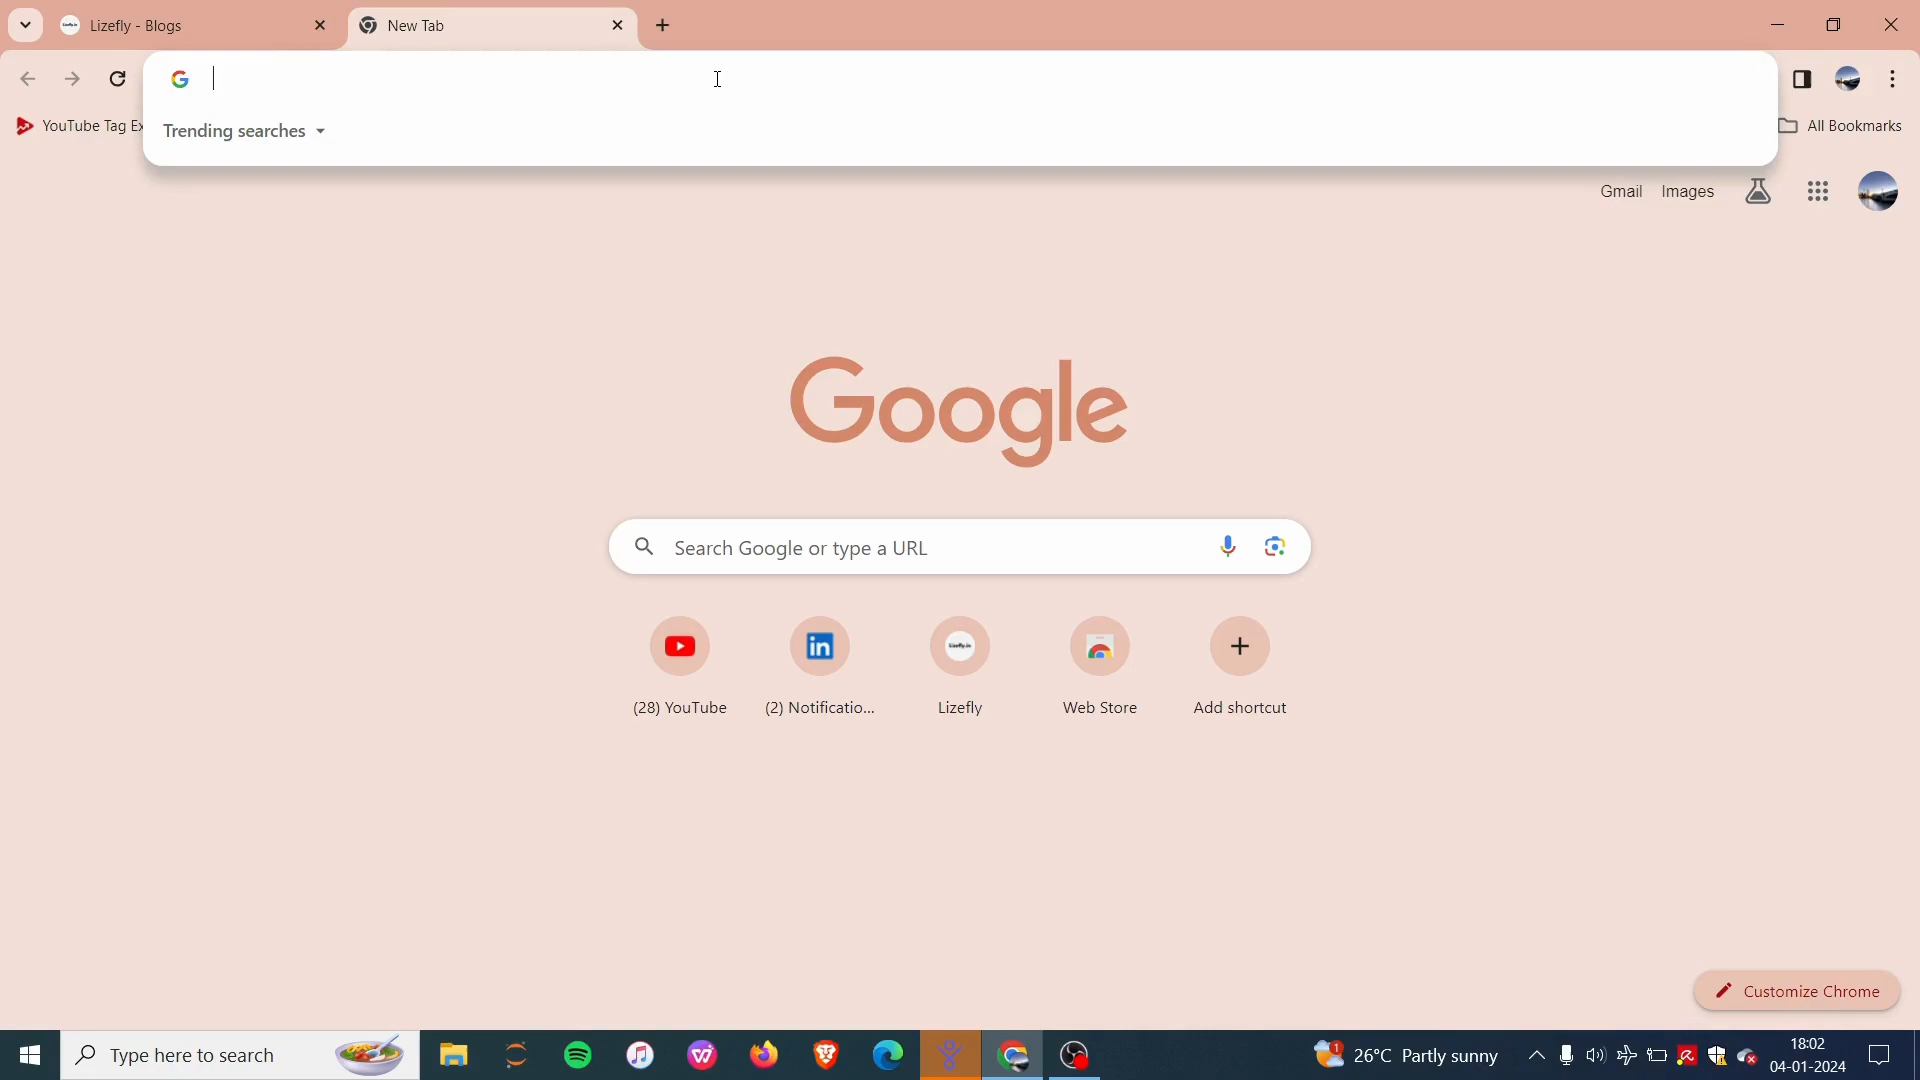 Lizefly - Blogs
New Tab
Trending searches
YouTube Tag Ex
All Bookmarks
Gmail
Images
Google
Search Google or type a URL
(28) YouTube
(2) Notificatio...
Lizefly
Web Store
Add shortcut
Customize Chrome
Type here to search
26°C Partly sunny
18:02
04-01-2024